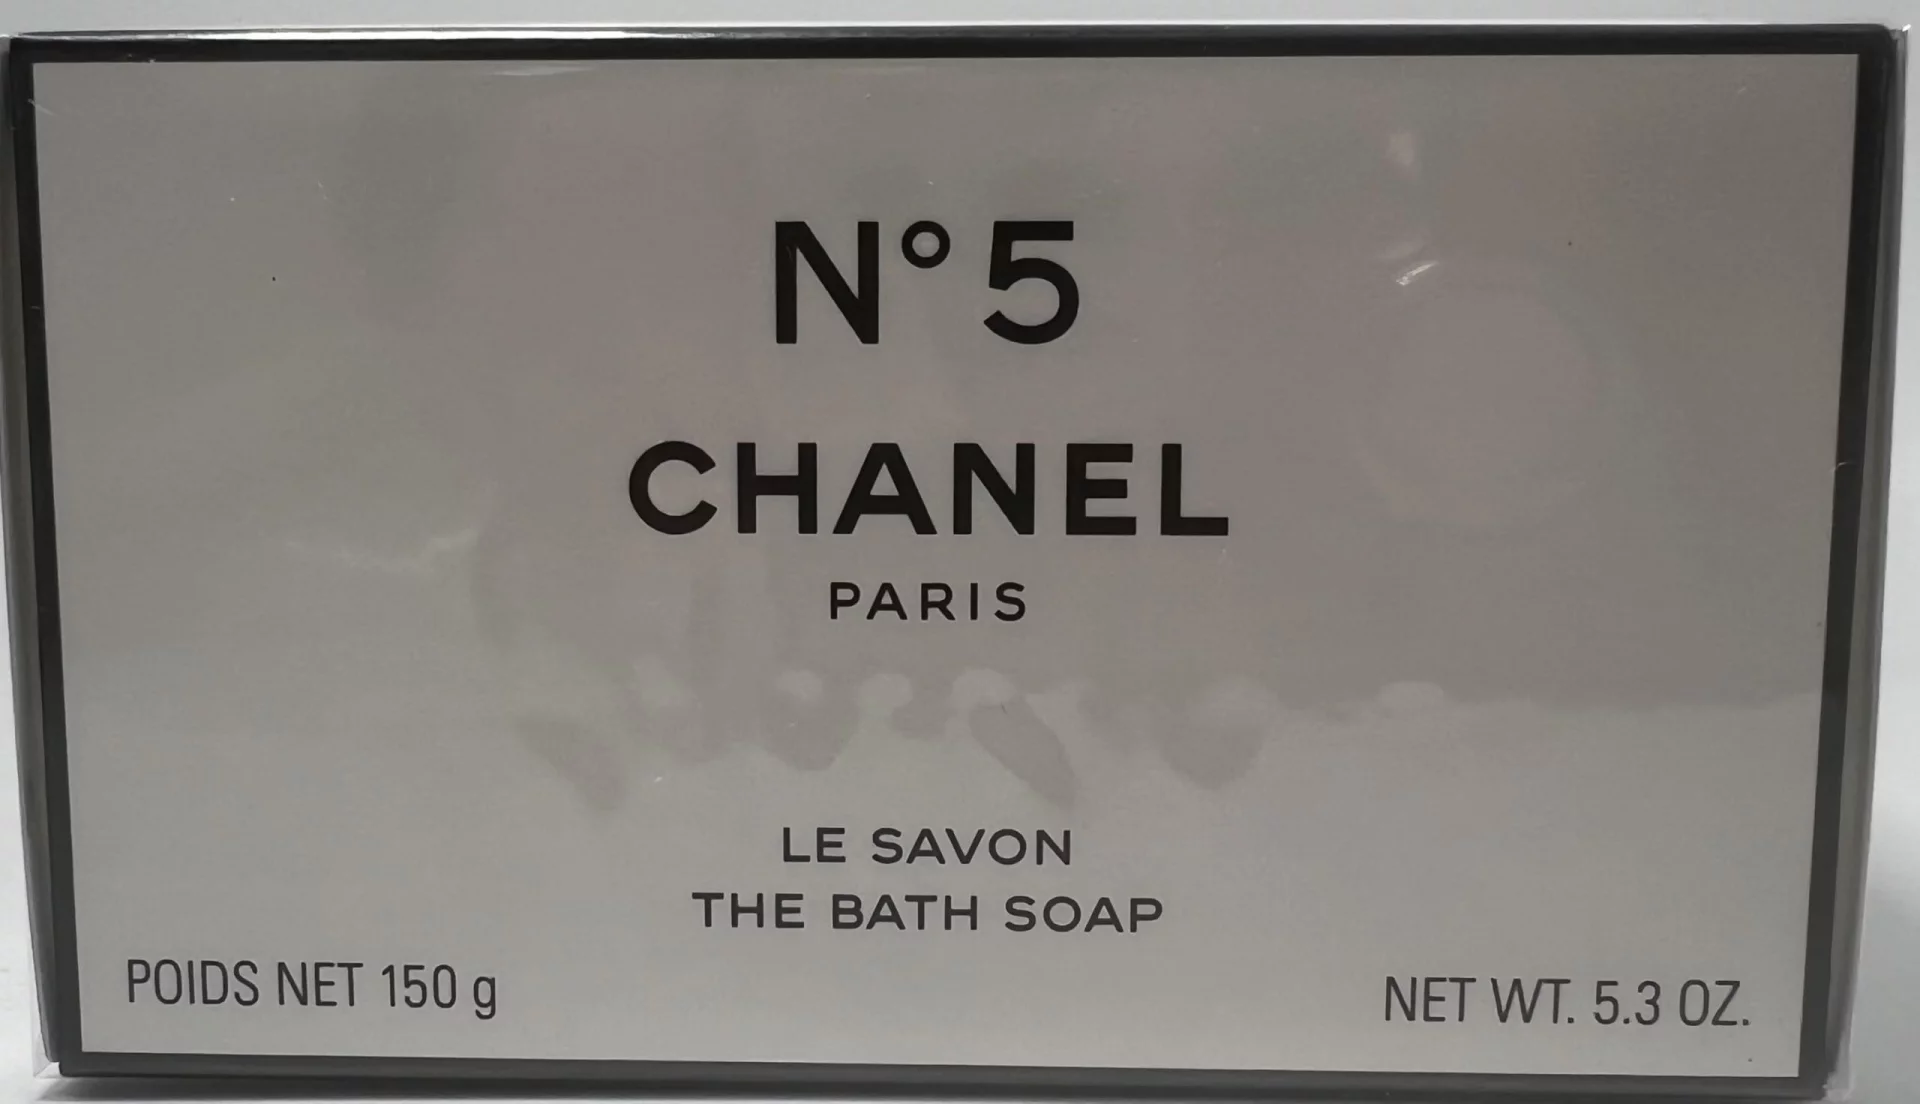 N°5
CHANEL
PARIS
LE SAVON
THE BATH SOAP
POIDS NET 150 g
NET WT. 5.3 OZ.